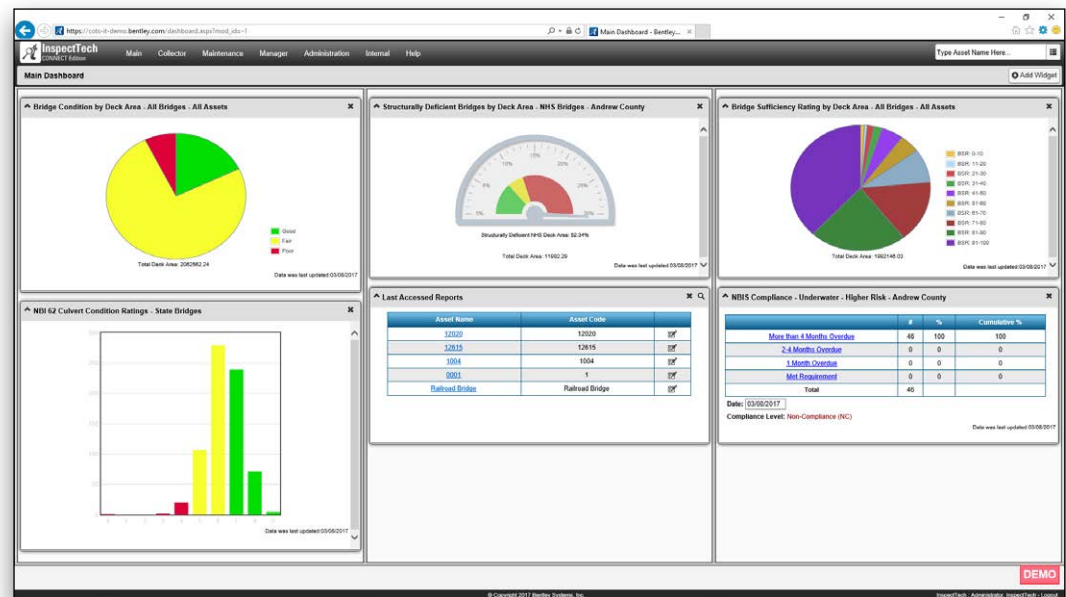 https://cots-it-demo.bentley.com/dashboard.aspx?mod_ids=1
Main Dashboard - Bentley...
InspectTech
CONNECT Edition
Main Collector Maintenance Manager Administration Internal Help
Type Asset Name Here...
Main Dashboard
Add Widget
Bridge Condition by Deck Area - All Bridges - All Assets
Good
Fair
Poor
Total Deck Area: 2082862.24
Data was last updated:03/08/2017
Structurally Deficient Bridges by Deck Area - NHS Bridges - Andrew County
10% 15%
Structurally Deficient NHS Deck Area: 52.34%
Total Deck Area: 11902.29
Data was last updated:03/08/2017
Bridge Sufficiency Rating by Deck Area - All Bridges - All Assets
BSR: 0-10
BSR: 11-20
BSR: 21-30
BSR: 31-40
BSR: 41-50
BSR: 51-60
BSR: 61-70
BSR: 71-80
BSR: 81-90
BSR: 91-100
Total Deck Area: 1992146.03
Data was last updated:03/08/2017
NBI 62 Culvert Condition Ratings - State Bridges
Data was last updated:03/08/2017
Last Accessed Reports
Asset Name Asset Code
12020 12020
12615 12615
1004 1004
0001 1
Railroad Bridge Railroad Bridge
NBIS Compliance - Underwater - Higher Risk - Andrew County
# % Cumulative %
More than 4 Months Overdue 46 100 100
2-4 Months Overdue 0 0 0
1 Month Overdue 0 0 0
Met Requirement 0 0 0
Total 46
Date: 03/08/2017
Compliance Level: Non-Compliance (NC)
Data was last updated:03/08/2017
DEMO
© Copyright 2017 Bentley Systems, Inc.
InspectTech : Administrator, InspectTech - Logout